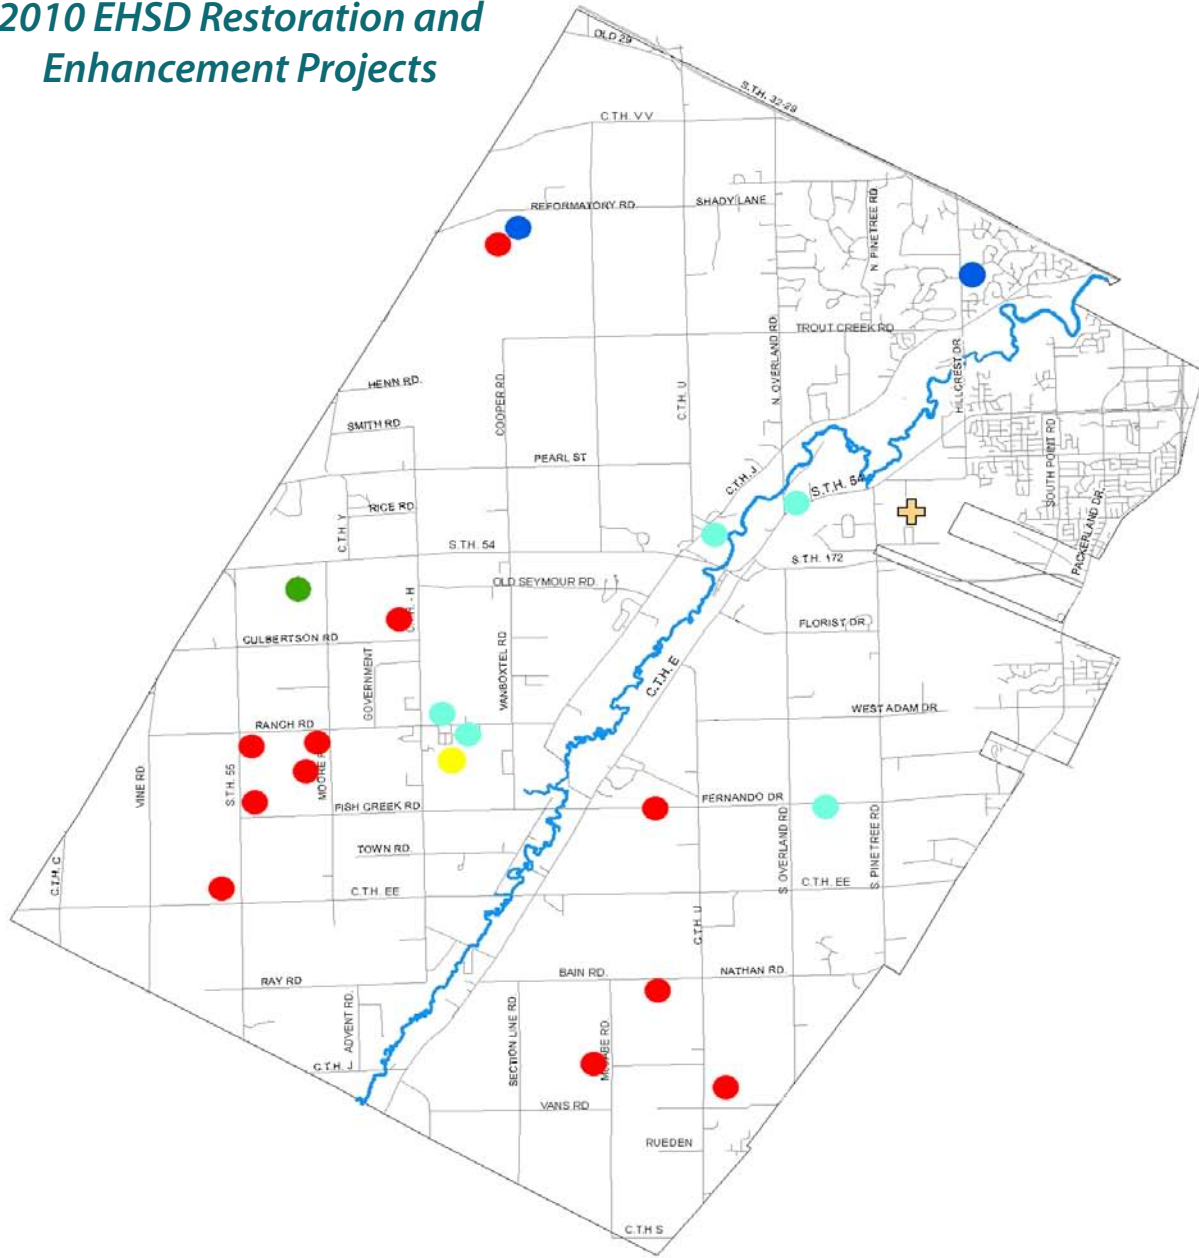 2010 EHSD Restoration and
Enhancement Projects
OLD 29
S.T.H. 32-29
C.T.H. V V
REFORMATORY RD
SHADY LANE
N. PINETREE RD
TROUT CREEK RD
N. OVERLAND RD
HILLCREST DR
HENN RD.
COOPER RD
C.T.H. U
SMITH RD
PEARL ST
C.T.H. J
S.T.H. 54
SOUTH POINT RD
RICE RD.
C.T.H. Y
S.T.H. 54
S.T.H. 172
PACKERLAND DR.
OLD SEYMOUR RD.
- H
FLORIST DR.
CULBERTSON RD
GOVERNMENT
VANBOXTEL RD
C.T.H. E
WEST ADAM DR
RANCH RD
VINE RD
S.T.H. 55
MOORE
FISH CREEK RD
FERNANDO DR
S. OVERLAND RD
S. PINETREE RD
TOWN RD
C.T.H. C
C.T.H. EE
C.T.H. EE
C.T.H. U
RAY RD
BAIN RD.
NATHAN RD.
ADVENT RD.
SECTION LINE RD
RD
C.T.H. J
VANS RD
RUEDEN
C.T.H S